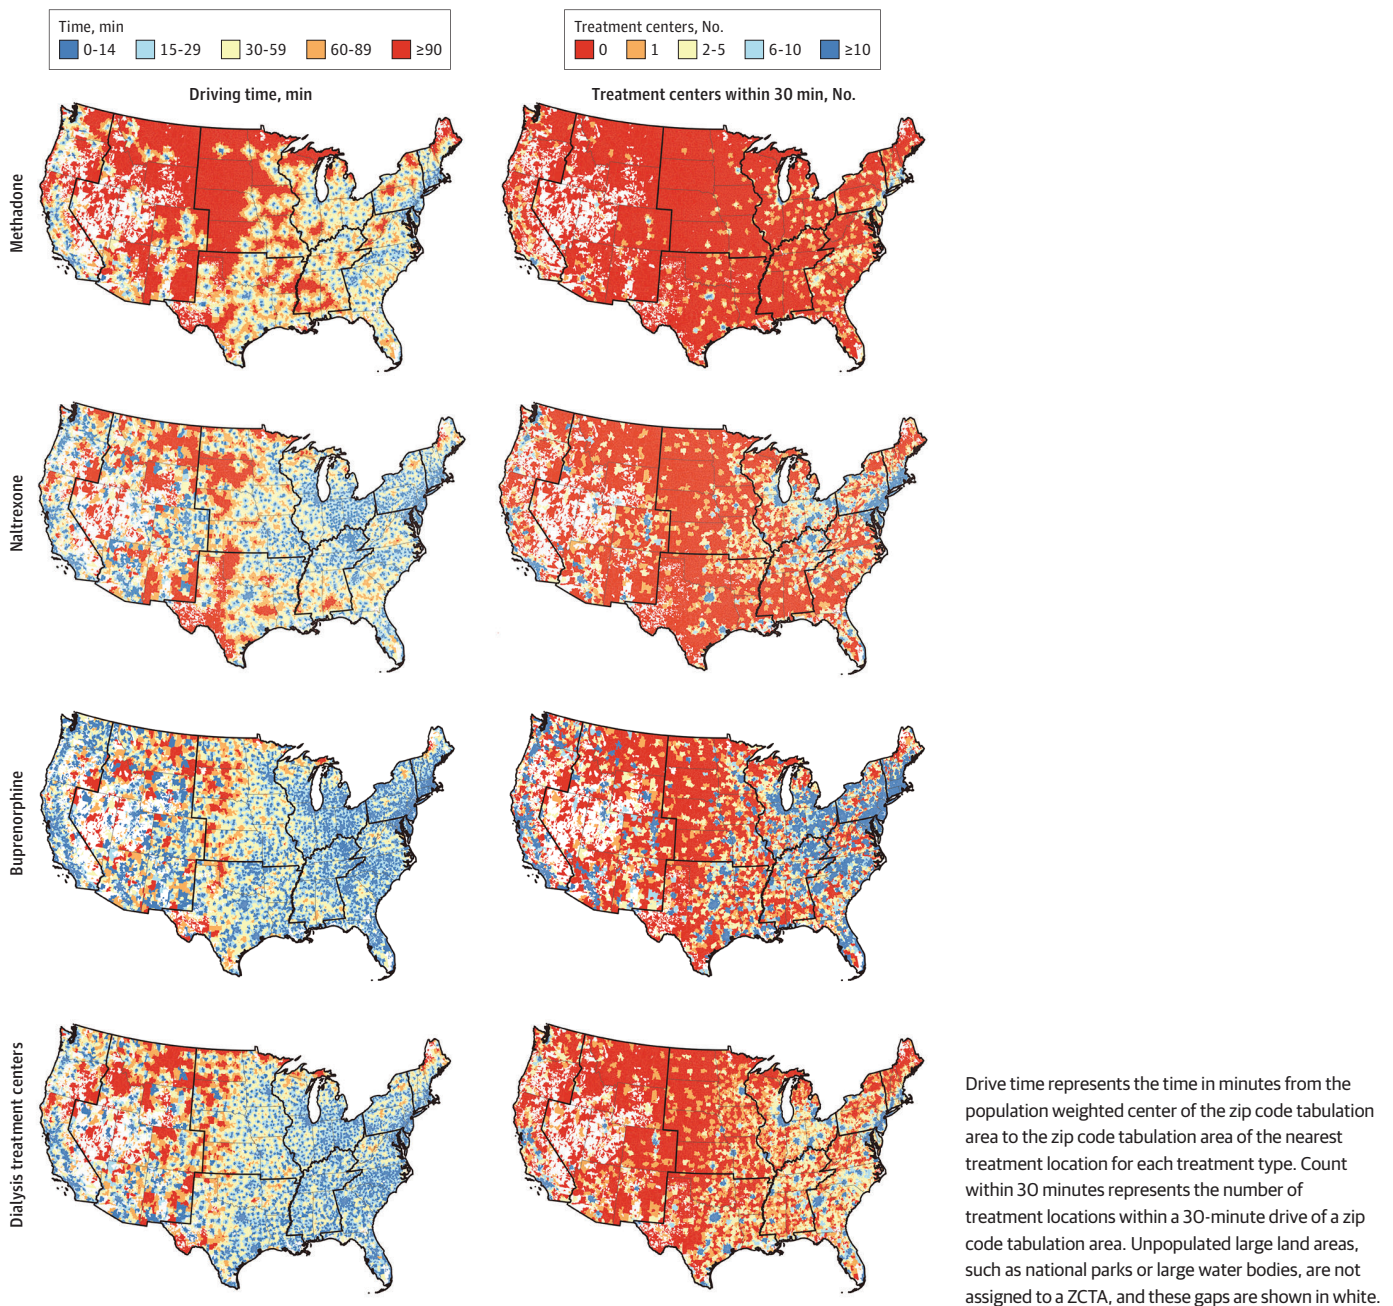 Time, min
0-14 15-29 30-59 60-89 ≥90
Treatment centers, No.
0 1 2-5 6-10 ≥10
Driving time, min
Treatment centers within 30 min, No.
Methadone
Naltrexone
Buprenorphine
Dialysis treatment centers
Drive time represents the time in minutes from the
population weighted center of the zip code tabulation
area to the zip code tabulation area of the nearest
treatment location for each treatment type. Count
within 30 minutes represents the number of
treatment locations within a 30-minute drive of a zip
code tabulation area. Unpopulated large land areas,
such as national parks or large water bodies, are not
assigned to a ZCTA, and these gaps are shown in white.